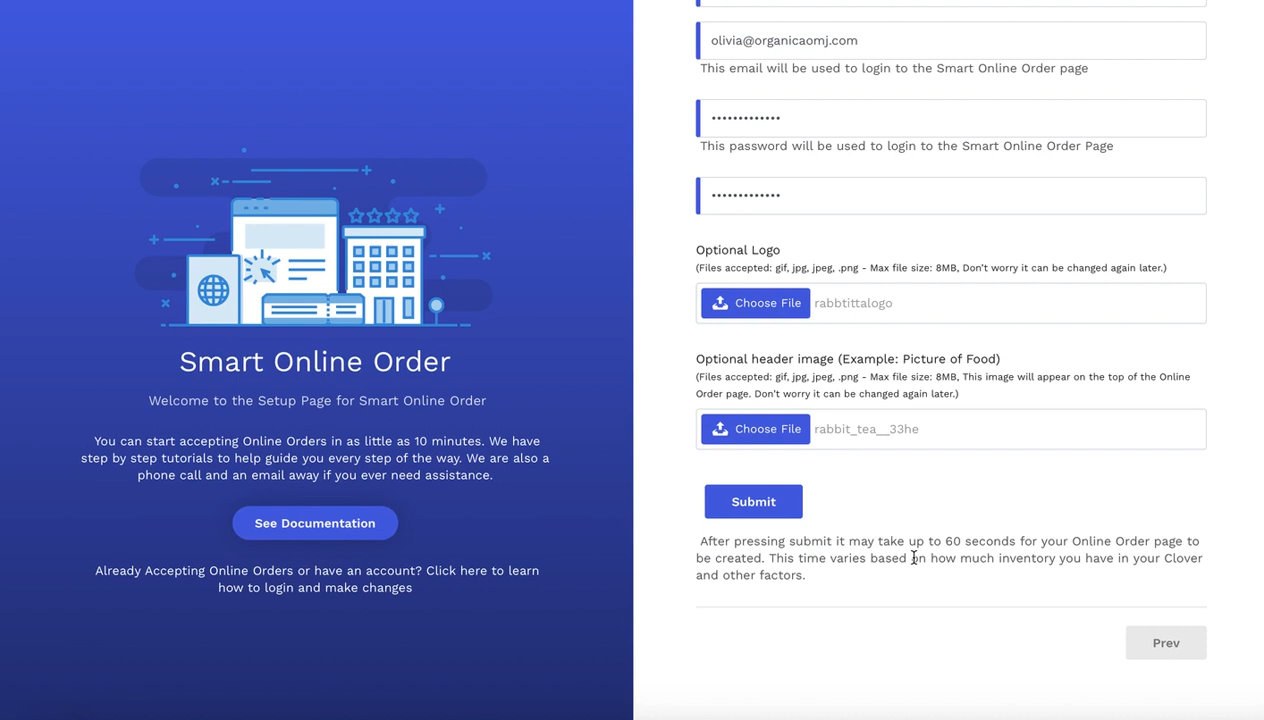 Smart Online Order
Welcome to the Setup Page for Smart Online Order
You can start accepting Online Orders in as little as 10 minutes. We have
step by step tutorials to help guide you every step of the way. We are also a
phone call and an email away if you ever need assistance.
See Documentation
Already Accepting Online Orders or have an account? Click here to learn
how to login and make changes
olivia@organicaomj.com
This email will be used to login to the Smart Online Order page
•••••••••••••
This password will be used to login to the Smart Online Order Page
•••••••••••••
Optional Logo
(Files accepted: gif, jpg, jpeg, .png - Max file size: 8MB, Don't worry it can be changed again later.)
Choose File rabbtittalogo
Optional header image (Example: Picture of Food)
(Files accepted: gif, jpg, jpeg, .png - Max file size: 8MB, This image will appear on the top of the Online
Order page. Don't worry it can be changed again later.)
Choose File rabbit_tea__33he
Submit
After pressing submit it may take up to 60 seconds for your Online Order page to
be created. This time varies based on how much inventory you have in your Clover
and other factors.
Prev